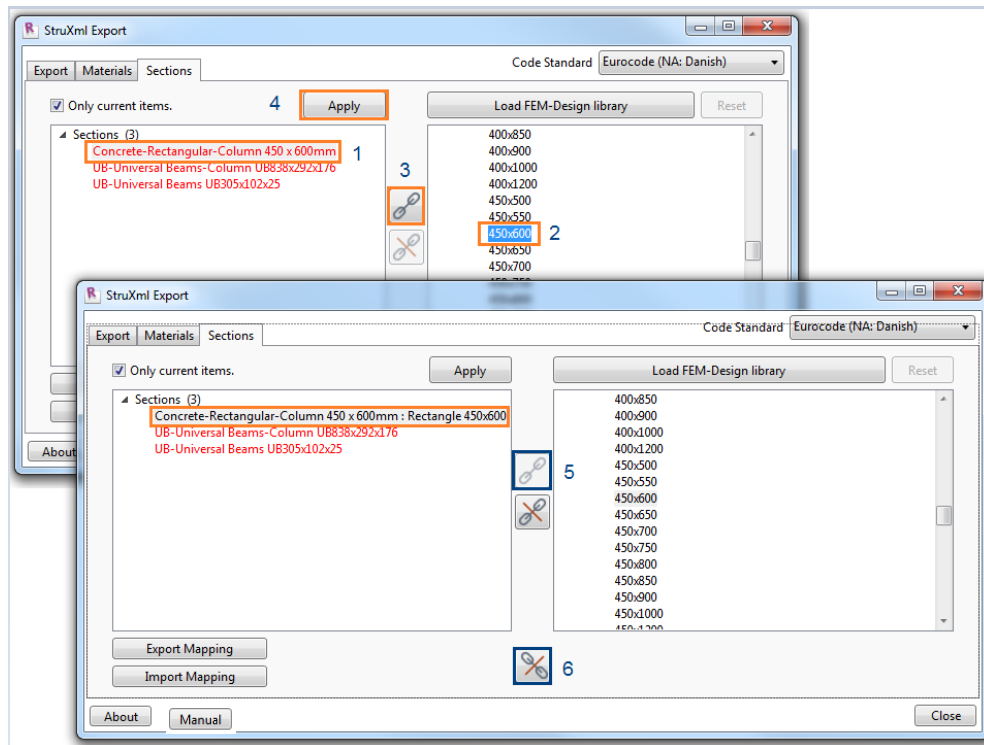 StruXml Export
Code Standard Eurocode (NA: Danish)
Export Materials Sections
Only current items. 4 Apply Load FEM-Design library Reset
Sections (3)
Concrete-Rectangular-Column 450 x 600mm 1
UB-Universal Beams-Column UB838x292x176
UB-Universal Beams UB305x102x25
3
400x850
400x900
400x1000
400x1200
450x500
450x550
450x600 2
450x650
450x700
About
StruXml Export
Code Standard Eurocode (NA: Danish)
Export Materials Sections
Only current items. Apply Load FEM-Design library Reset
Sections (3)
Concrete-Rectangular-Column 450 x 600mm : Rectangle 450x600
UB-Universal Beams-Column UB838x292x176
UB-Universal Beams UB305x102x25
5
400x850
400x900
400x1000
400x1200
450x500
450x550
450x600
450x650
450x700
450x750
450x800
450x850
450x900
450x1000
450x1200
Export Mapping
Import Mapping
6
About Manual Close